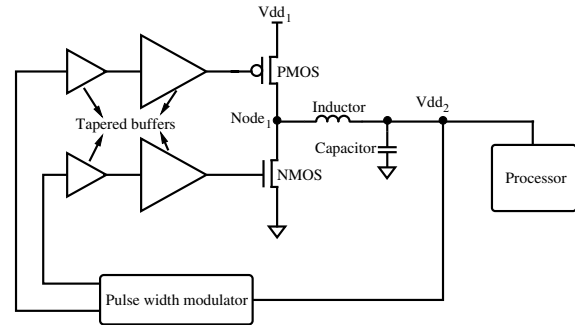 Vdd1
PMOS
Tapered buffers
Node1
Inductor
Vdd2
Capacitor
NMOS
Processor
Pulse width modulator